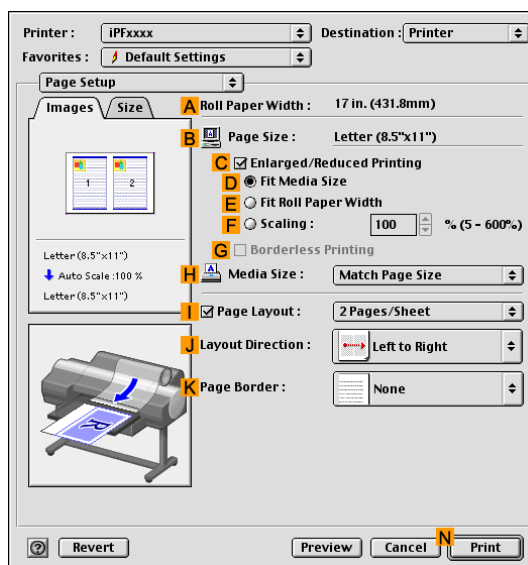 Printer : iPFxxxx Destination : Printer
Favorites : Default Settings
Page Setup
Images Size
A Roll Paper Width : 17 in. (431.8mm)
B Page Size : Letter (8.5"x11")
C Enlarged/Reduced Printing
1 2
D Fit Media Size
E Fit Roll Paper Width
F Scaling : 100 % (5 - 600%)
G Borderless Printing
Letter (8.5"x11")
Auto Scale :100 %
Letter (8.5"x11")
H Media Size : Match Page Size
I Page Layout : 2 Pages/Sheet
J Layout Direction : Left to Right
K Page Border : None
R
N
? Revert Preview Cancel Print